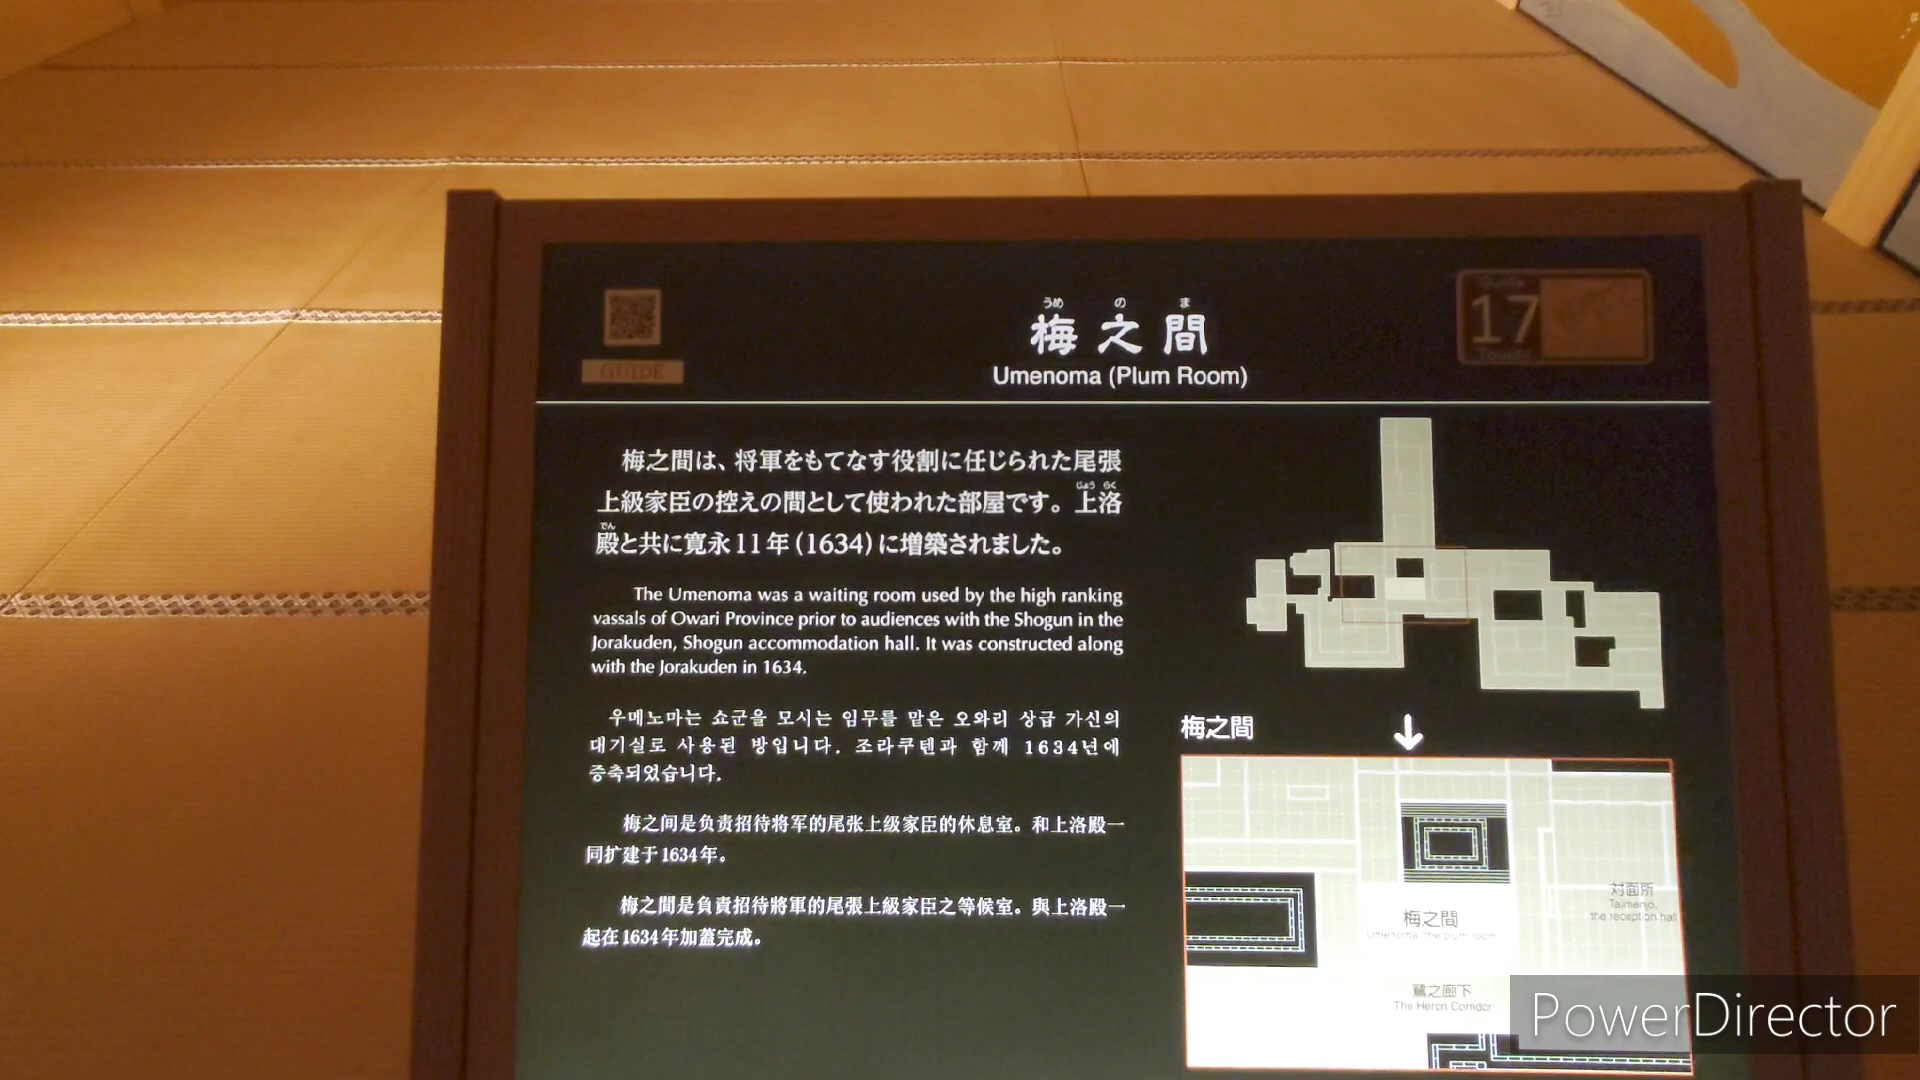 うめ の ま
梅之間
Umenoma (Plum Room)
GUIDE
Guide
17
Touchi
梅之間は、将軍をもてなす役割に任じられた尾張
上級家臣の控えの間として使われた部屋です。上洛
じょう らく
殿と共に寛永11年(1634)に増築されました。
でん
The Umenoma was a waiting room used by the high ranking
vassals of Owari Province prior to audiences with the Shogun in the
Jorakuden, Shogun accommodation hall. It was constructed along
with the Jorakuden in 1634.
우메노마는 쇼군을 모시는 임무를 맡은 오와리 상급 가신의
대기실로 사용된 방입니다. 조라쿠텐과 함께 1634년에
증축되었습니다.
梅之间是负责招待将军的尾张上级家臣的休息室。和上洛殿一
同扩建于1634年。
梅之間是負責招待將軍的尾張上級家臣之等候室。與上洛殿一
起在1634年加蓋完成。
梅之間
対面所
Taimenjo,
the reception hall
梅之間
Umenoma, the plum room
鷺之廊下
The Heron Corridor
PowerDirector